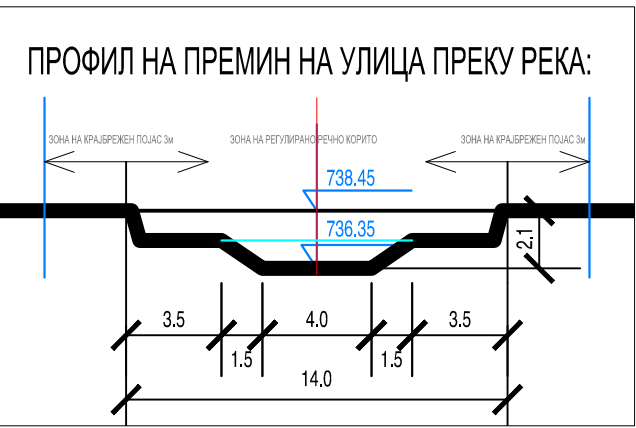 ПРОФИЛ НА ПРЕМИН НА УЛИЦА ПРЕКУ РЕКА:
ЗОНА НА КРАЈБРЕЖЕН ПОЈАС 3м
ЗОНА НА РЕГУЛИРАНО РЕЧНО КОРИТО
ЗОНА НА КРАЈБРЕЖЕН ПОЈАС 3м
738.45
736.35
2.1
3.5
4.0
3.5
1.5
1.5
14.0